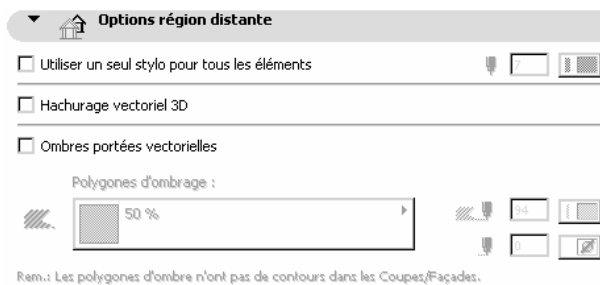 Options région distante
Utiliser un seul stylo pour tous les éléments 7
Hachurage vectoriel 3D
Ombres portées vectorielles
Polygones d'ombrage :
50 % 94
0
Rem.: Les polygones d'ombre n'ont pas de contours dans les Coupes/Façades.